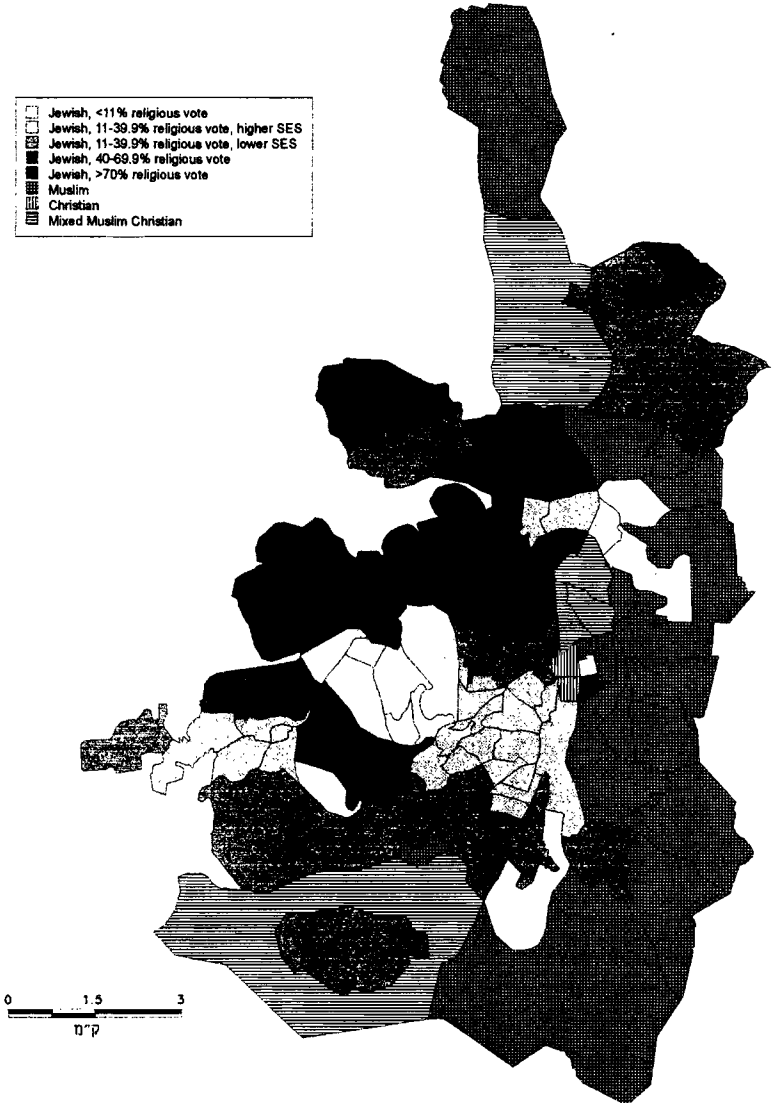 Jewish, <11% religious vote
Jewish, 11-39.9% religious vote, higher SES
Jewish, 11-39.9% religious vote, lower SES
Jewish, 40-69.9% religious vote
Jewish, >70% religious vote
Muslim
Christian
Mixed Muslim Christian
0 1.5 3
ק״מ